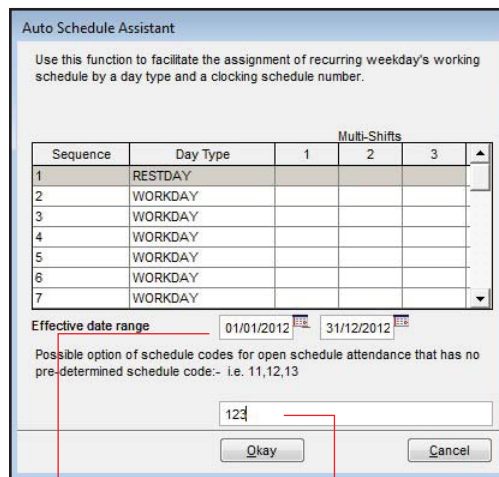 Auto Schedule Assistant
Use this function to facilitate the assignment of recurring weekday's working
schedule by a day type and a clocking schedule number.
Multi-Shifts
Sequence Day Type 1 2 3
1 RESTDAY
2 WORKDAY
3 WORKDAY
4 WORKDAY
5 WORKDAY
6 WORKDAY
7 WORKDAY
Effective date range 01/01/2012 31/12/2012
Possible option of schedule codes for open schedule attendance that has no
pre-determined schedule code:- i.e. 11,12,13
123
Okay Cancel